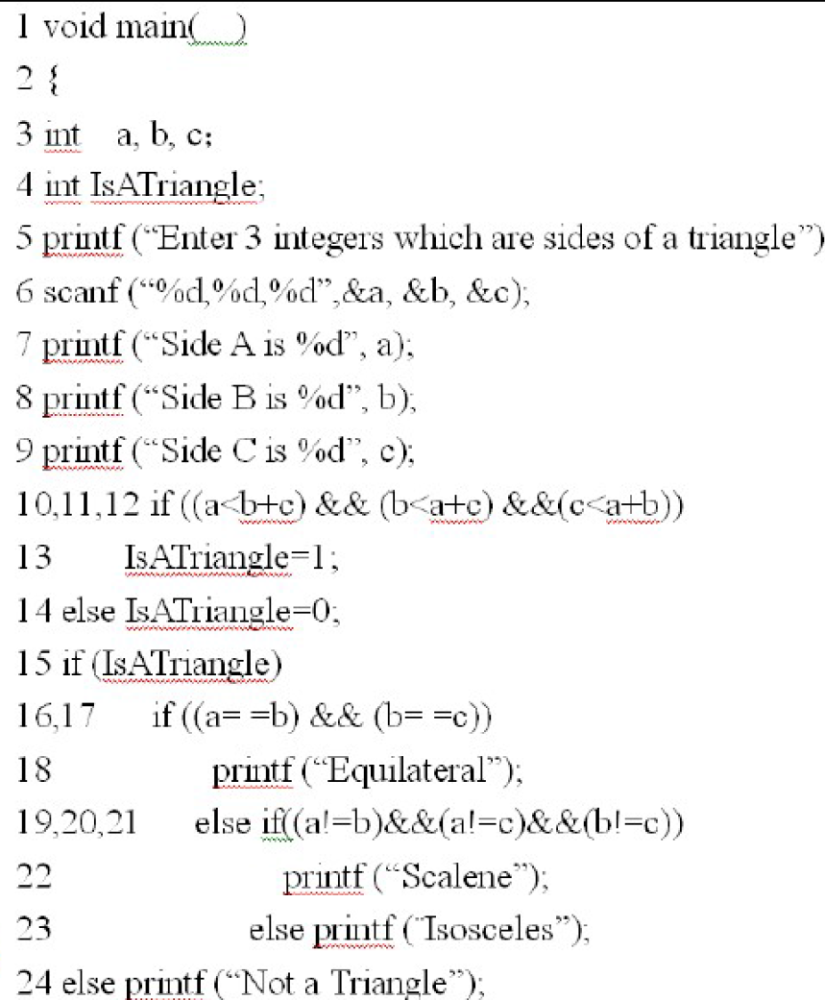 1 void main(    )
2 {
3 int    a, b, c;
4 int IsATriangle;
5 printf (“Enter 3 integers which are sides of a triangle”)
6 scanf (“%d,%d,%d”,&a, &b, &c);
7 printf (“Side A is %d”, a);
8 printf (“Side B is %d”, b);
9 printf (“Side C is %d”, c);
10,11,12 if ((a<b+c) && (b<a+c) &&(c<a+b))
13        IsATriangle=1;
14 else IsATriangle=0;
15 if (IsATriangle)
16,17      if ((a= =b) && (b= =c))
18                printf (“Equilateral”);
19,20,21      else if((a!=b)&&(a!=c)&&(b!=c))
22                      printf (“Scalene”);
23                   else printf (“Isosceles”);
24 else printf (“Not a Triangle”);